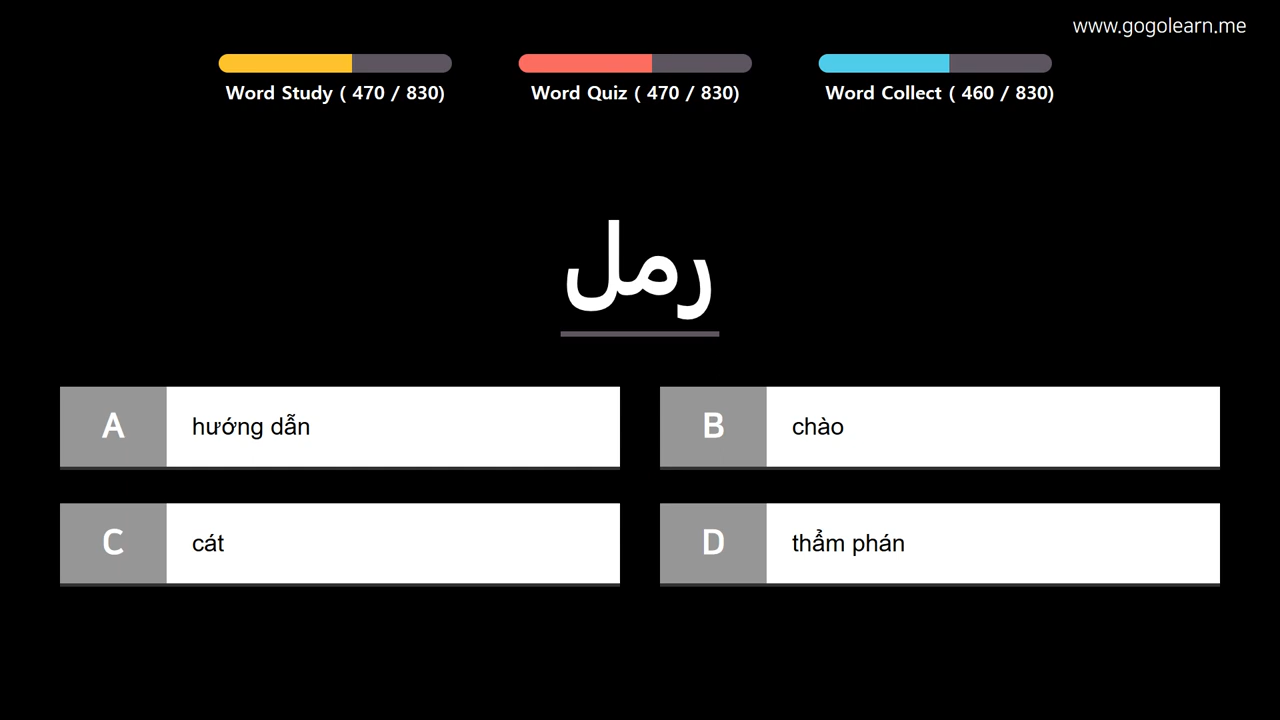 www.gogolearn.me
Word Study ( 470 / 830)
Word Quiz ( 470 / 830)
Word Collect ( 460 / 830)
رمل
A hướng dẫn
B chào
C cát
D thẩm phán